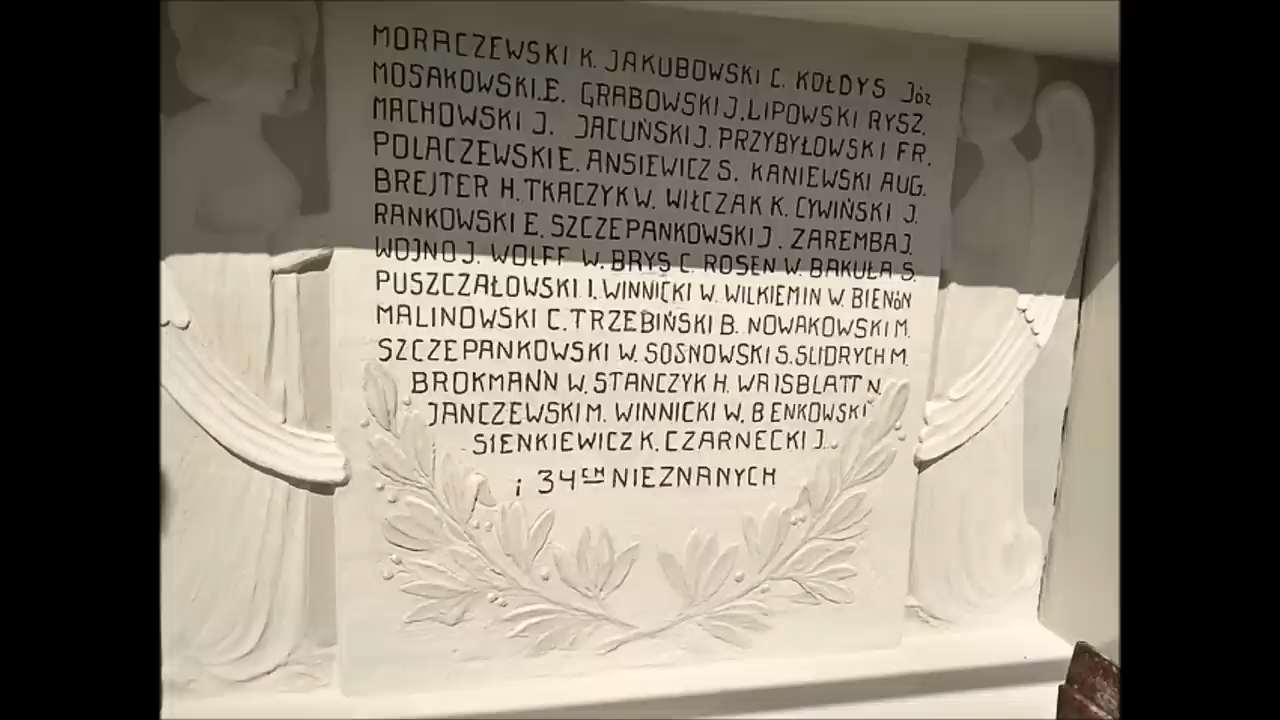 MORACZEWSKI K. JAKUBOWSKI C. KOŁDYS Józ
MOSAKOWSKI.E. GRABOWSKI J. LIPOWSKI RYSZ.
MACHOWSKI J. JACUŃSKI J. PRZYBYŁOWSKI FR.
POLACZEWSKI E. ANSIEWICZ S. KANIEWSKI AUG.
BREJTER H. TKACZYK W. WILCZAK K. CYWIŃSKI J.
RANKOWSKI E. SZCZEPANKOWSKI J. ZAREMBA J.
WOJNO J. WOLFF W. BRYS C. ROSEN W. BAKUŁA S.
PUSZCZAŁOWSKI I. WINNICKI W. WILKIEMIN W. BIEŃ
MALINOWSKI C. TRZEBIŃSKI B. NOWAKOWSKI M.
SZCZEPANKOWSKI W. SOSNOWSKI S. SLIDRYCH M.
BROKMANN W. STANCZYK H. WAISBLATT N.
JANCZEWSKI M. WINNICKI W. BENKOWSKI
SIENKIEWICZ K. CZARNECKI J.
i 34CH NIEZNANYCH